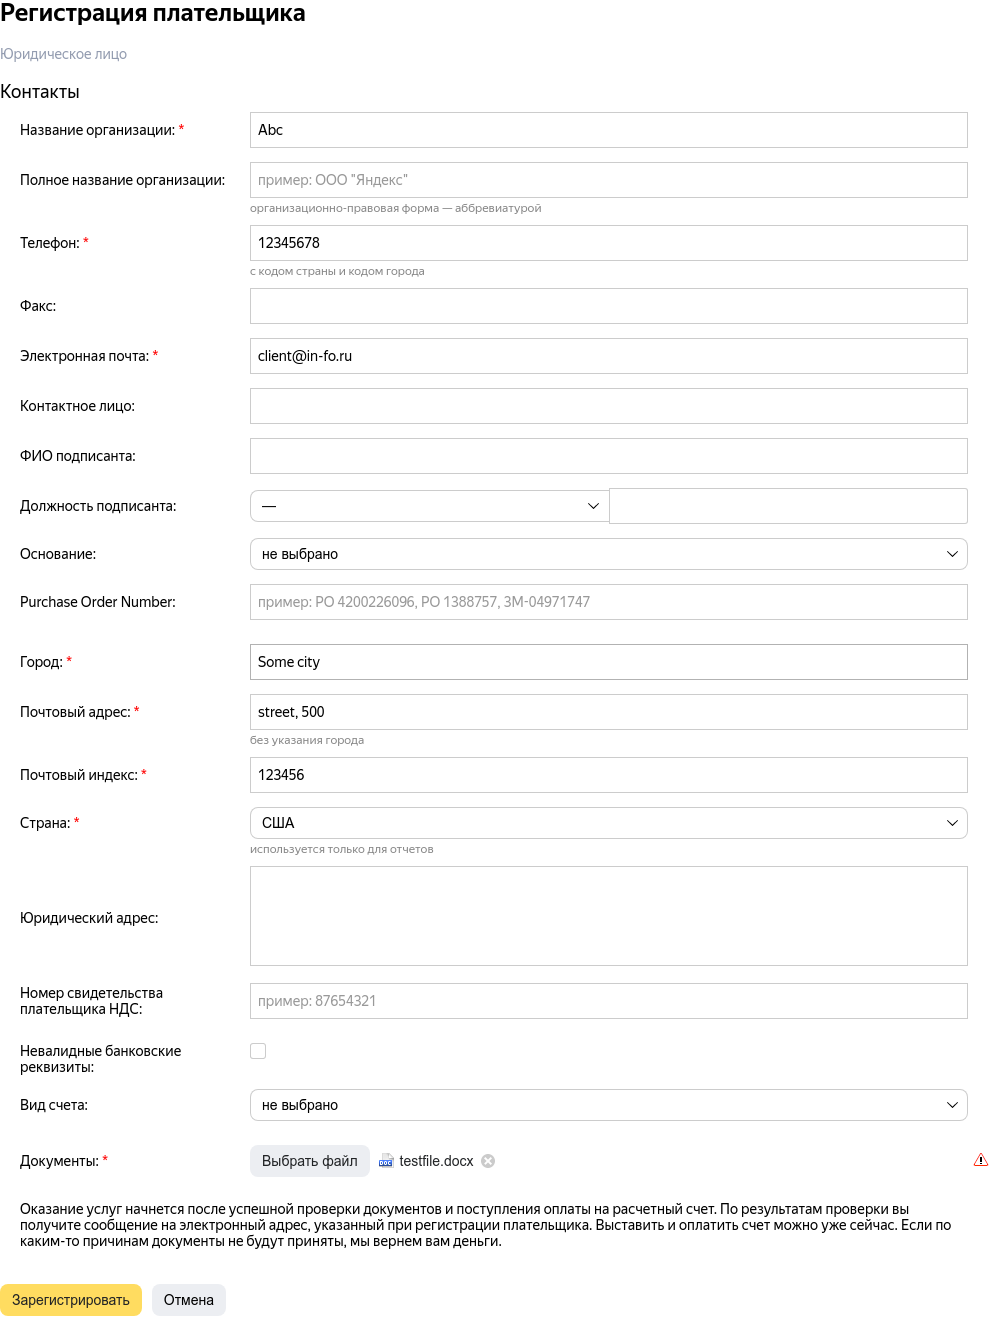 Регистрация плательщика
Юридическое лицо
Контакты
Название организации: *
Abc
Полное название организации:
пример: ООО "Яндекс"
организационно-правовая форма — аббревиатурой
Телефон: *
12345678
с кодом страны и кодом города
Факс:
Электронная почта: *
client@in-fo.ru
Контактное лицо:
ФИО подписанта:
Должность подписанта:
—
Основание:
не выбрано
Purchase Order Number:
пример: PO 4200226096, PO 1388757, ЗМ-04971747
Город: *
Some city
Почтовый адрес: *
street, 500
без указания города
Почтовый индекс: *
123456
Страна: *
США
используется только для отчетов
Юридический адрес:
Номер свидетельства
плательщика НДС:
пример: 87654321
Невалидные банковские
реквизиты:
Вид счета:
не выбрано
Документы: *
Выбрать файл
DOC
testfile.docx
Оказание услуг начнется после успешной проверки документов и поступления оплаты на расчетный счет. По результатам проверки вы
получите сообщение на электронный адрес, указанный при регистрации плательщика. Выставить и оплатить счет можно уже сейчас. Если по
каким-то причинам документы не будут приняты, мы вернем вам деньги.
Зарегистрировать
Отмена